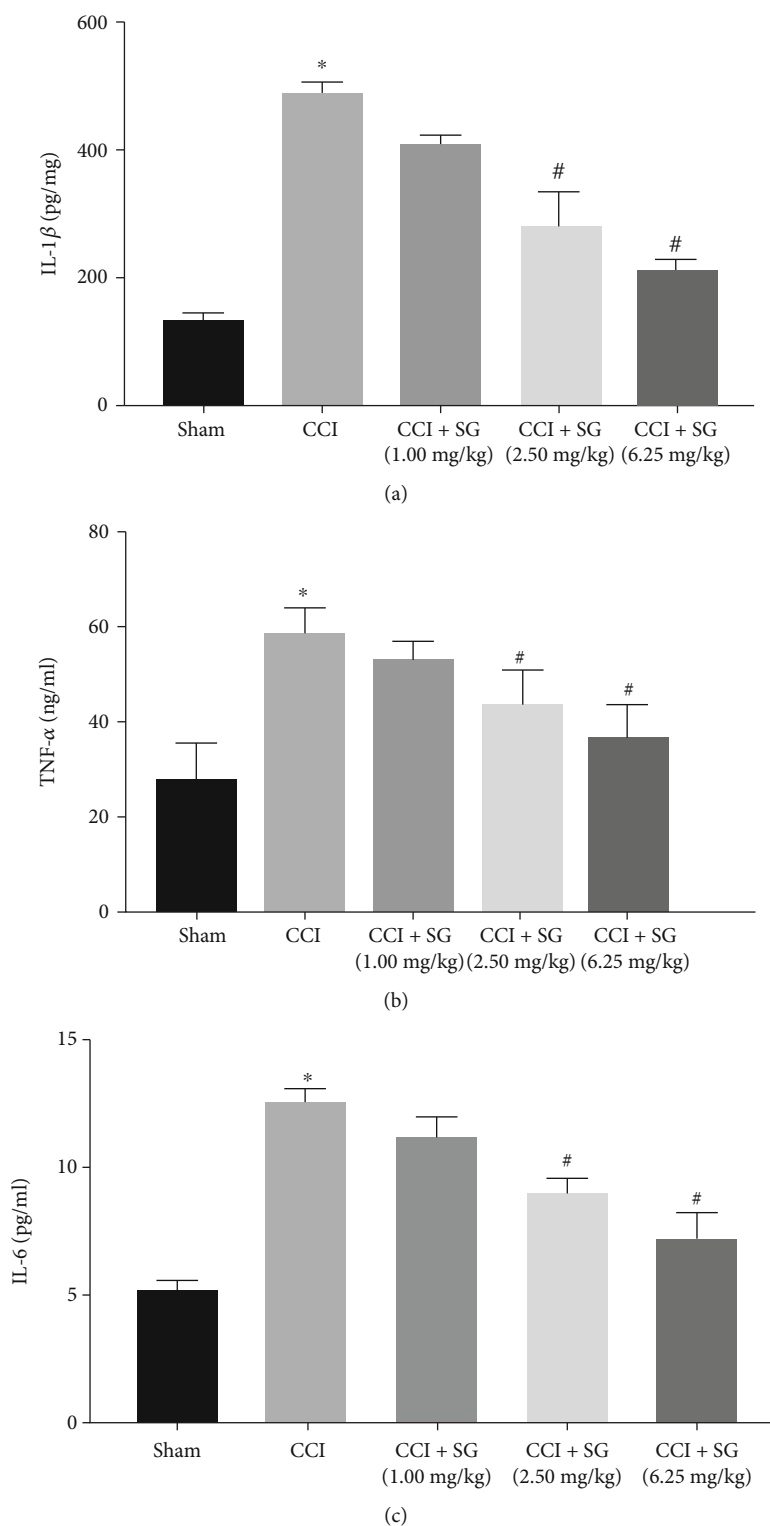 600
400
200
0
IL-1β (pg/mg)
*
#
#
Sham
CCI
CCI + SG
(1.00 mg/kg)
CCI + SG
(2.50 mg/kg)
CCI + SG
(6.25 mg/kg)
(a)
80
60
40
20
0
TNF-α (ng/ml)
*
#
#
Sham
CCI
CCI + SG
(1.00 mg/kg)
CCI + SG
(2.50 mg/kg)
CCI + SG
(6.25 mg/kg)
(b)
15
10
5
0
IL-6 (pg/ml)
*
#
#
Sham
CCI
CCI + SG
(1.00 mg/kg)
CCI + SG
(2.50 mg/kg)
CCI + SG
(6.25 mg/kg)
(c)